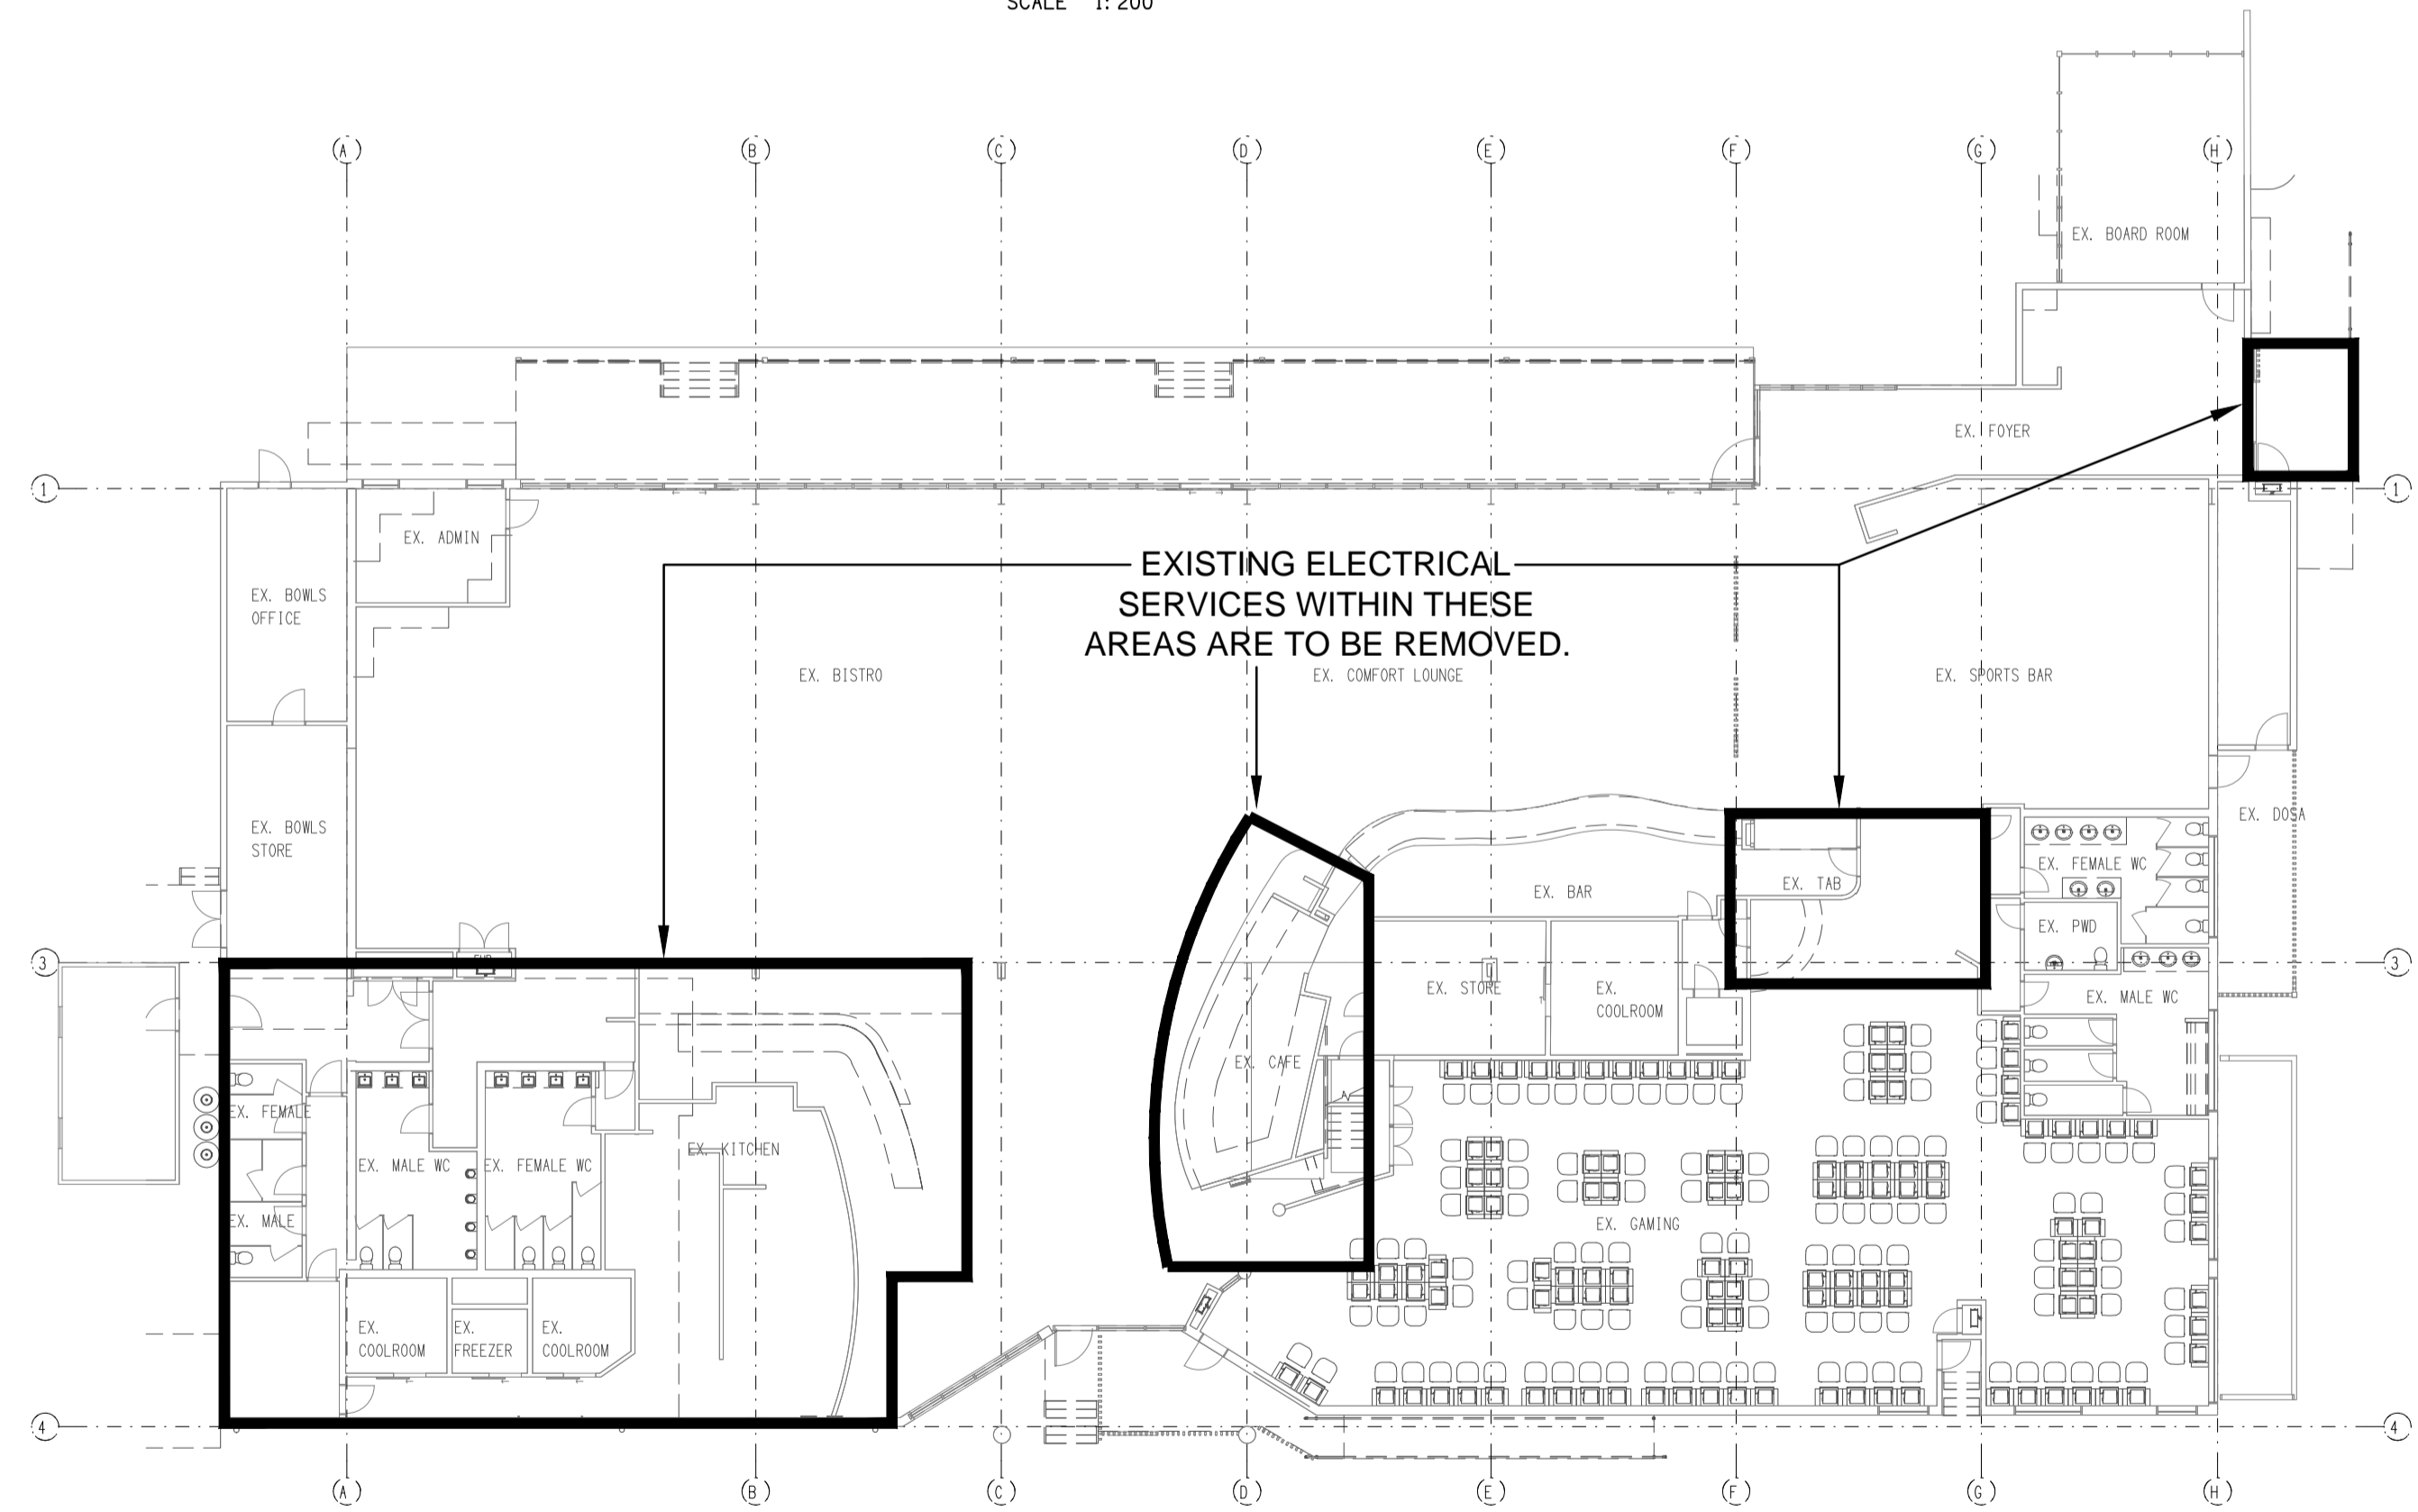 SCALE 1:200
A B C D E F G H
EX. BOARD ROOM
EX. FOYER
1 1
EX. ADMIN
EXISTING ELECTRICAL
SERVICES WITHIN THESE
AREAS ARE TO BE REMOVED.
EX. BOWLS
OFFICE
EX. BISTRO
EX. COMFORT LOUNGE
EX. SPORTS BAR
EX. BOWLS
STORE
EX. DOSA
EX. FEMALE WC
EX. TAB
EX. BAR
EX. PWD
3 3
EX. STORE
EX.
COOLROOM
EX. MALE WC
EX. CAFE
EX. FEMALE
EX. KITCHEN
EX. MALE WC
EX. FEMALE WC
EX. MALE
EX. GAMING
EX.
COOLROOM
EX.
FREEZER
EX.
COOLROOM
4 4
A B C D E F G H